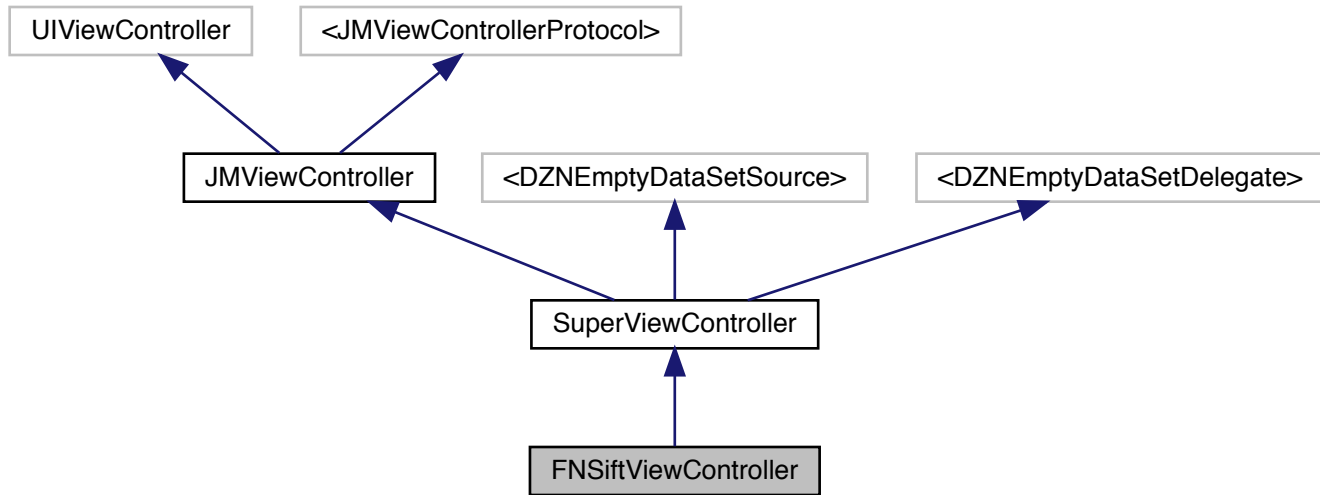 UIViewController
<JMViewControllerProtocol>
JMViewController
<DZNEmptyDataSetSource>
<DZNEmptyDataSetDelegate>
SuperViewController
FNSiftViewController